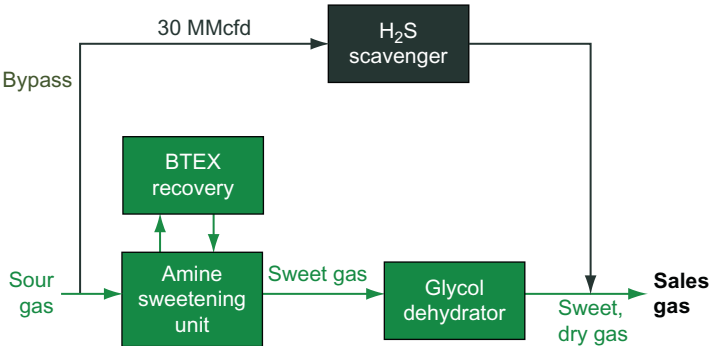 30 MMcfd
H₂S
scavenger
Bypass
BTEX
recovery
Sour
gas
Amine
sweetening
unit
Sweet gas
Glycol
dehydrator
Sweet,
dry gas
Sales
gas